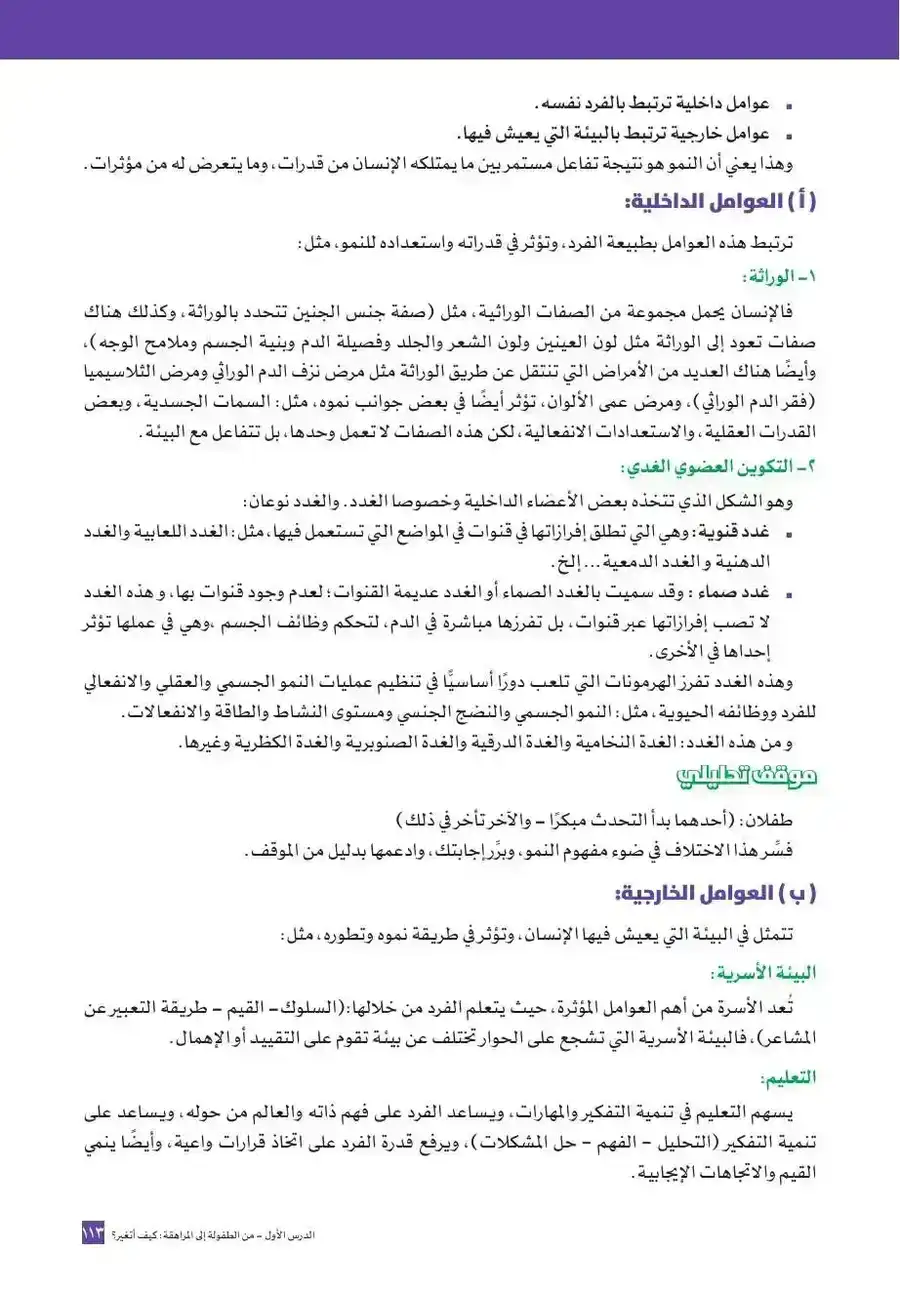 عوامل داخلية ترتبط بالفرد نفسه.
عوامل خارجية ترتبط بالبيئة التي يعيش فيها.
وهذا يعني أن النمو هو نتيجة تفاعل مستمر بين ما يمتلكه الإنسان من قدرات، وما يتعرض له من مؤثرات.
(أ) العوامل الداخلية:
ترتبط هذه العوامل بطبيعة الفرد، وتؤثر في قدراته واستعداده للنمو، مثل:
١- الوراثة:
فالإنسان يحمل مجموعة من الصفات الوراثية، مثل (صفة جنس الجنين تتحدد بالوراثة، وكذلك هناك
صفات تعود إلى الوراثة مثل لون العينين ولون الشعر والجلد وفصيلة الدم وبنية الجسم وملامح الوجه)،
وأيضًا هناك العديد من الأمراض التي تنتقل عن طريق الوراثة مثل مرض نزف الدم الوراثي ومرض الثلاسيميا
(فقر الدم الوراثي)، ومرض عمى الألوان، تؤثر أيضًا في بعض جوانب نموه، مثل: السمات الجسدية، وبعض
القدرات العقلية، والاستعدادات الانفعالية، لكن هذه الصفات لا تعمل وحدها، بل تتفاعل مع البيئة.
٢- التكوين العضوي الغدي:
وهو الشكل الذي تتخذه بعض الأعضاء الداخلية وخصوصا الغدد. والغدد نوعان:
غدد قنوية: وهي التي تطلق إفرازاتها في قنوات في المواضع التي تستعمل فيها، مثل: الغدد اللعابية والغدد
الدهنية والغدد الدمعية... إلخ.
غدد صماء : وقد سميت بالغدد الصماء أو الغدد عديمة القنوات؛ لعدم وجود قنوات بها، وهذه الغدد
لا تصب إفرازاتها عبر قنوات، بل تفرزها مباشرة في الدم، لتحكم وظائف الجسم ،وهي في عملها تؤثر
إحداها في الأخرى.
وهذه الغدد تفرز الهرمونات التي تلعب دورًا أساسيًّا في تنظيم عمليات النمو الجسمي والعقلي والانفعالي
للفرد ووظائفه الحيوية، مثل: النمو الجسمي والنضج الجنسي ومستوى النشاط والطاقة والانفعالات.
ومن هذه الغدد: الغدة النخامية والغدة الدرقية والغدة الصنوبرية والغدة الكظرية وغيرها.
موقف تحليلي
طفلان: (أحدهما بدأ التحدث مبكرًا – والآخر تأخر في ذلك)
فسِّر هذا الاختلاف في ضوء مفهوم النمو، وبرِّر إجابتك، وادعمها بدليل من الموقف.
(ب) العوامل الخارجية:
تتمثل في البيئة التي يعيش فيها الإنسان، وتؤثر في طريقة نموه وتطوره، مثل:
البيئة الأسرية:
تُعد الأسرة من أهم العوامل المؤثرة، حيث يتعلم الفرد من خلالها:(السلوك– القيم – طريقة التعبير عن
المشاعر)، فالبيئة الأسرية التي تشجع على الحوار تختلف عن بيئة تقوم على التقييد أو الإهمال.
التعليم:
يسهم التعليم في تنمية التفكير والمهارات، ويساعد الفرد على فهم ذاته والعالم من حوله، ويساعد على
تنمية التفكير (التحليل – الفهم – حل المشكلات)، ويرفع قدرة الفرد على اتخاذ قرارات واعية، وأيضًا ينمي
القيم والاتجاهات الإيجابية.
الدرس الأول – من الطفولة إلى المراهقة: كيف أتغير؟ ١١٣